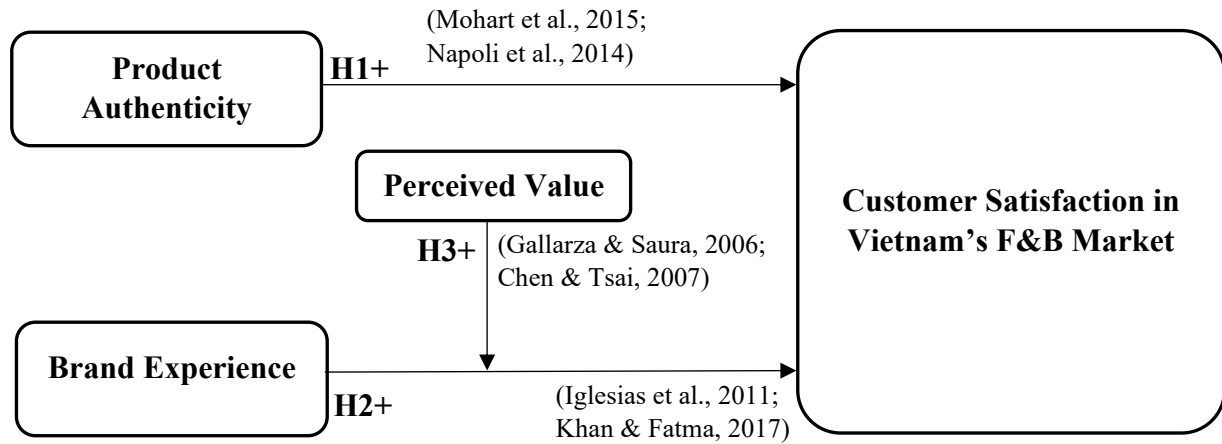 (Mohart et al., 2015;
Napoli et al., 2014)
Product
Authenticity
H1+
Perceived Value
Customer Satisfaction in
Vietnam’s F&B Market
H3+
(Gallarza & Saura, 2006;
Chen & Tsai, 2007)
Brand Experience
H2+
(Iglesias et al., 2011;
Khan & Fatma, 2017)